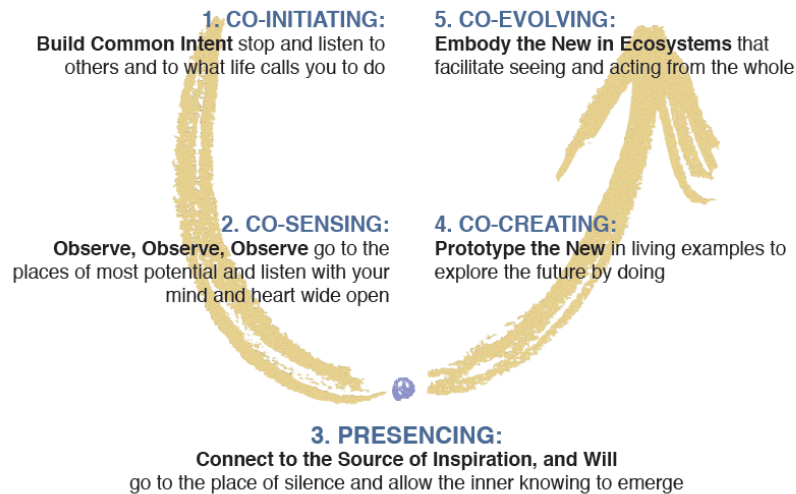 1. CO-INITIATING:
Build Common Intent stop and listen to
others and to what life calls you to do
2. CO-SENSING:
Observe, Observe, Observe go to the
places of most potential and listen with your
mind and heart wide open
3. PRESENCING:
Connect to the Source of Inspiration, and Will
go to the place of silence and allow the inner knowing to emerge
4. CO-CREATING:
Prototype the New in living examples to
explore the future by doing
5. CO-EVOLVING:
Embody the New in Ecosystems that
facilitate seeing and acting from the whole